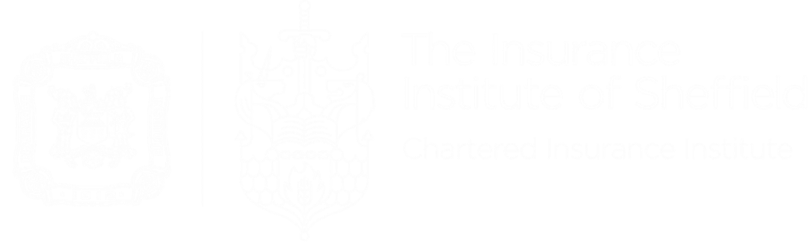 The Insurance
Institute of Sheffield
Chartered Insurance Institute